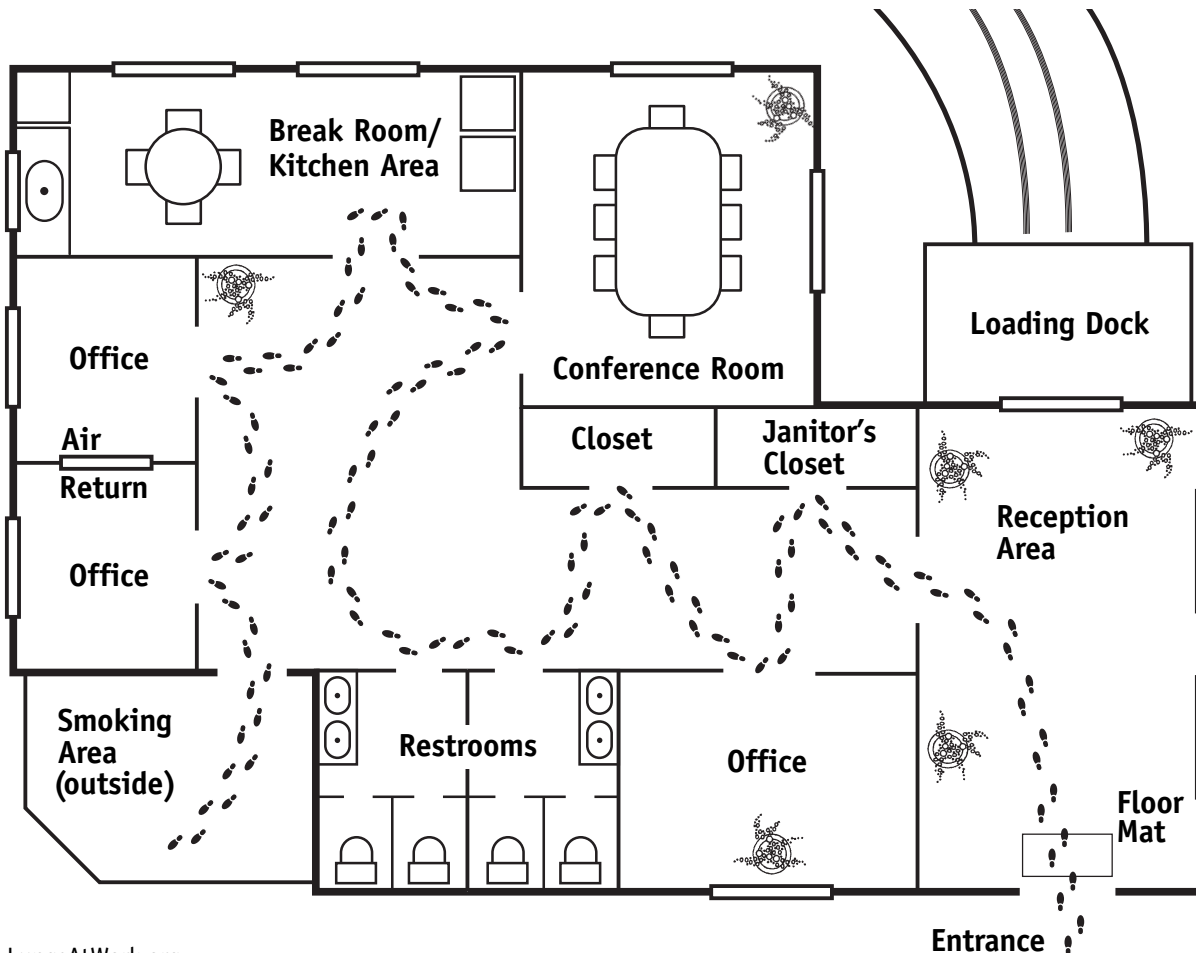 Break Room/
Kitchen Area
Loading Dock
Office
Conference Room
Air
Return
Closet
Janitor's
Closet
Reception
Area
Office
Smoking
Area
(outside)
Restrooms
Office
Floor
Mat
Entrance